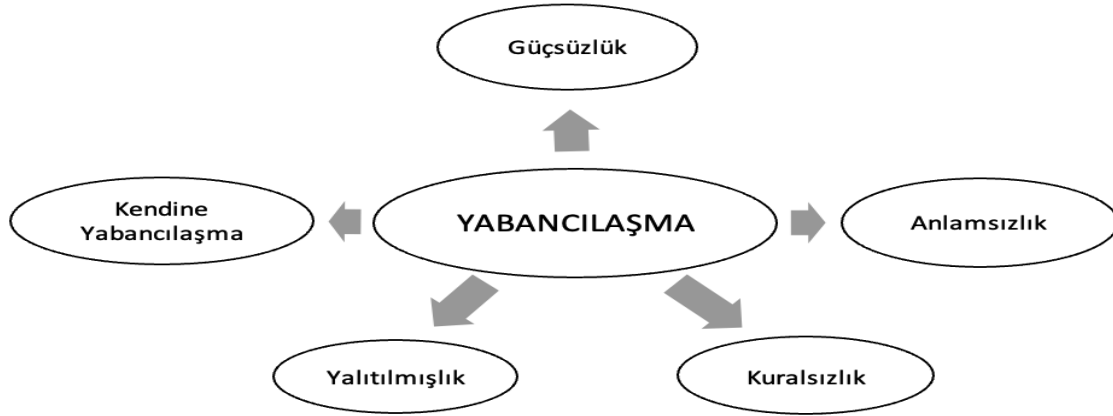 Güçsüzlük
Kendine
Yabancılaşma
YABANCILAŞMA
Anlamsızlık
Yalıtılmışlık
Kuralsızlık